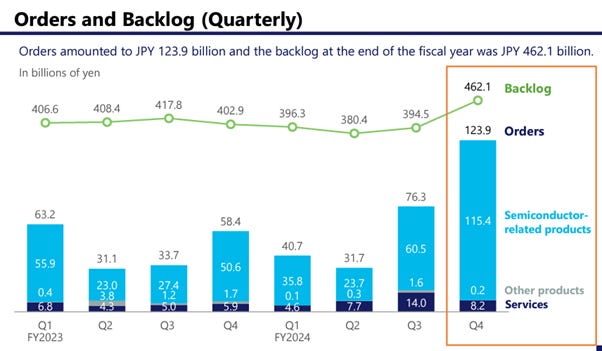 Orders and Backlog (Quarterly)
Orders amounted to JPY 123.9 billion and the backlog at the end of the fiscal year was JPY 462.1 billion.
In billions of yen
406.6 408.4 417.8 402.9 396.3 380.4 394.5 462.1 Backlog
63.2 31.1 33.7 58.4 40.7 31.7 76.3 123.9 Orders
55.9 23.0 27.4 50.6 35.8 23.7 60.5 115.4 Semiconductor-
related products
0.4 3.8 1.2 1.7 0.1 0.3 1.6 0.2 Other products
6.8 4.3 5.0 5.9 4.6 7.7 14.0 8.2 Services
Q1 Q2 Q3 Q4 Q1 Q2 Q3 Q4
FY2023 FY2024